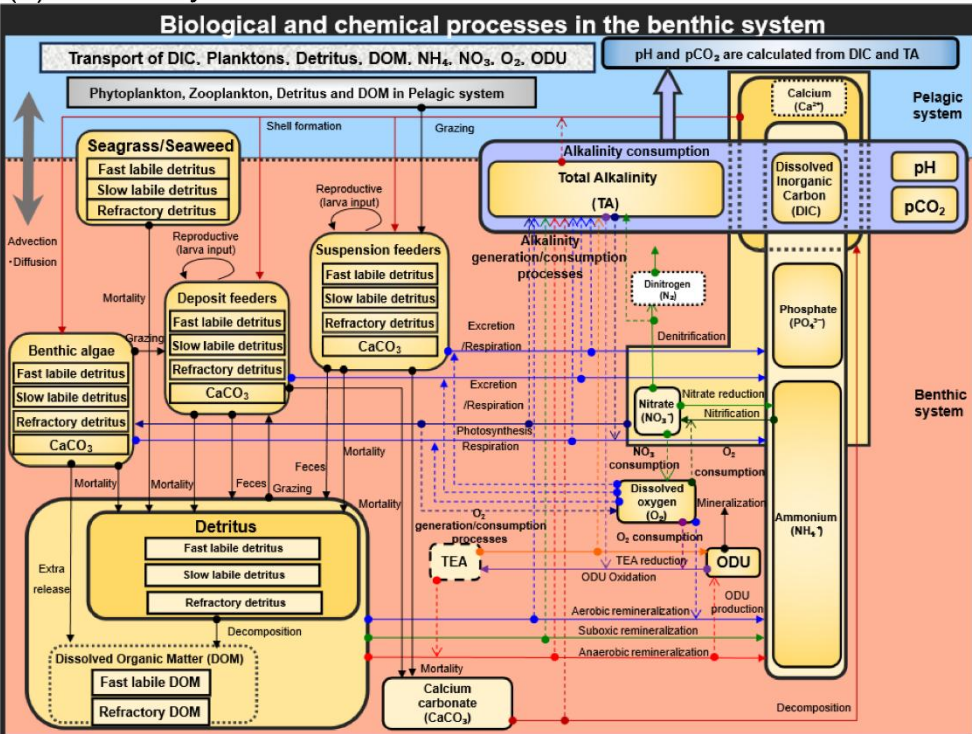 Biological and chemical processes in the benthic system
Transport of DIC, Planktons, Detritus, DOM, NH₄, NO₃, O₂, ODU
pH and pCO₂ are calculated from DIC and TA
Phytoplankton, Zooplankton, Detritus and DOM in Pelagic system
Calcium
(Ca²⁺)
Pelagic
system
Shell formation
Grazing
Seagrass/Seaweed
Fast labile detritus
Slow labile detritus
Refractory detritus
Alkalinity consumption
Total Alkalinity
(TA)
Dissolved
Inorganic
Carbon
(DIC)
pH
pCO₂
Advection
・Diffusion
Reproductive
(larva input)
Reproductive
(larva input)
Suspension feeders
Fast labile detritus
Slow labile detritus
Refractory detritus
CaCO₃
Alkalinity
generation/consumption
processes
Dinitrogen
(N₂)
Denitrification
Phosphate
(PO₄³⁻)
Mortality
Deposit feeders
Fast labile detritus
Slow labile detritus
Refractory detritus
CaCO₃
Grazing
Benthic algae
Fast labile detritus
Slow labile detritus
Refractory detritus
CaCO₃
Excretion
/Respiration
Excretion
/Respiration
Photosynthesis
Respiration
Nitrate
(NO₃⁻)
Nitrate reduction
Nitrification
Benthic
system
NO₃
consumption
O₂
consumption
Mortality
Mortality
Feces
Grazing
Feces
Mortality
Mortality
Dissolved
oxygen
(O₂)
Mineralization
O₂ consumption
Ammonium
(NH₄⁺)
O₂
generation/consumption
processes
TEA
TEA reduction
ODU Oxidation
ODU
ODU
production
Detritus
Fast labile detritus
Slow labile detritus
Refractory detritus
Extra
release
Decomposition
Aerobic remineralization
Suboxic remineralization
Anaerobic remineralization
Dissolved Organic Matter (DOM)
Fast labile DOM
Refractory DOM
Mortality
Calcium
carbonate
(CaCO₃)
Decomposition